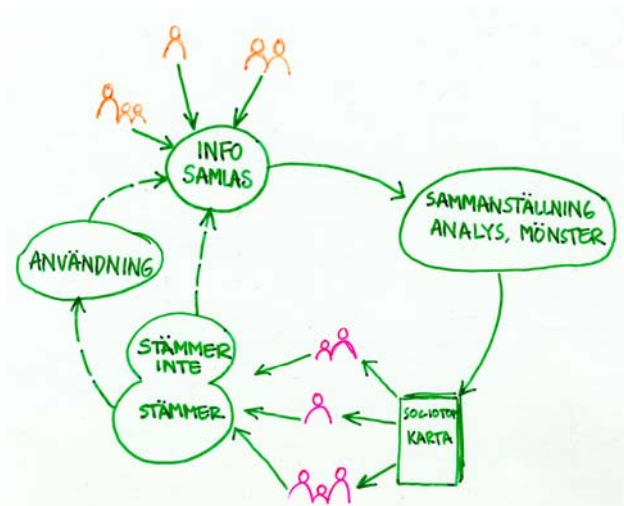 INFO
SAMLAS
SAMMANSTÄLLNING
ANALYS, MÖNSTER
ANVÄNDNING
STÄMMER
INTE
STÄMMER
SOCIOTOP
KARTA